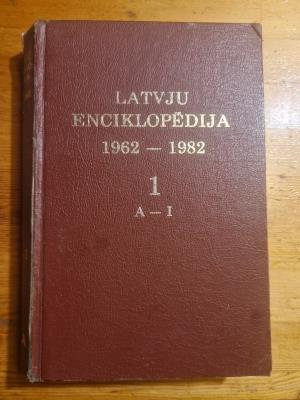 LATVJU
ENCIKLOPĒDIJA
1962 — 1982
1
A — I